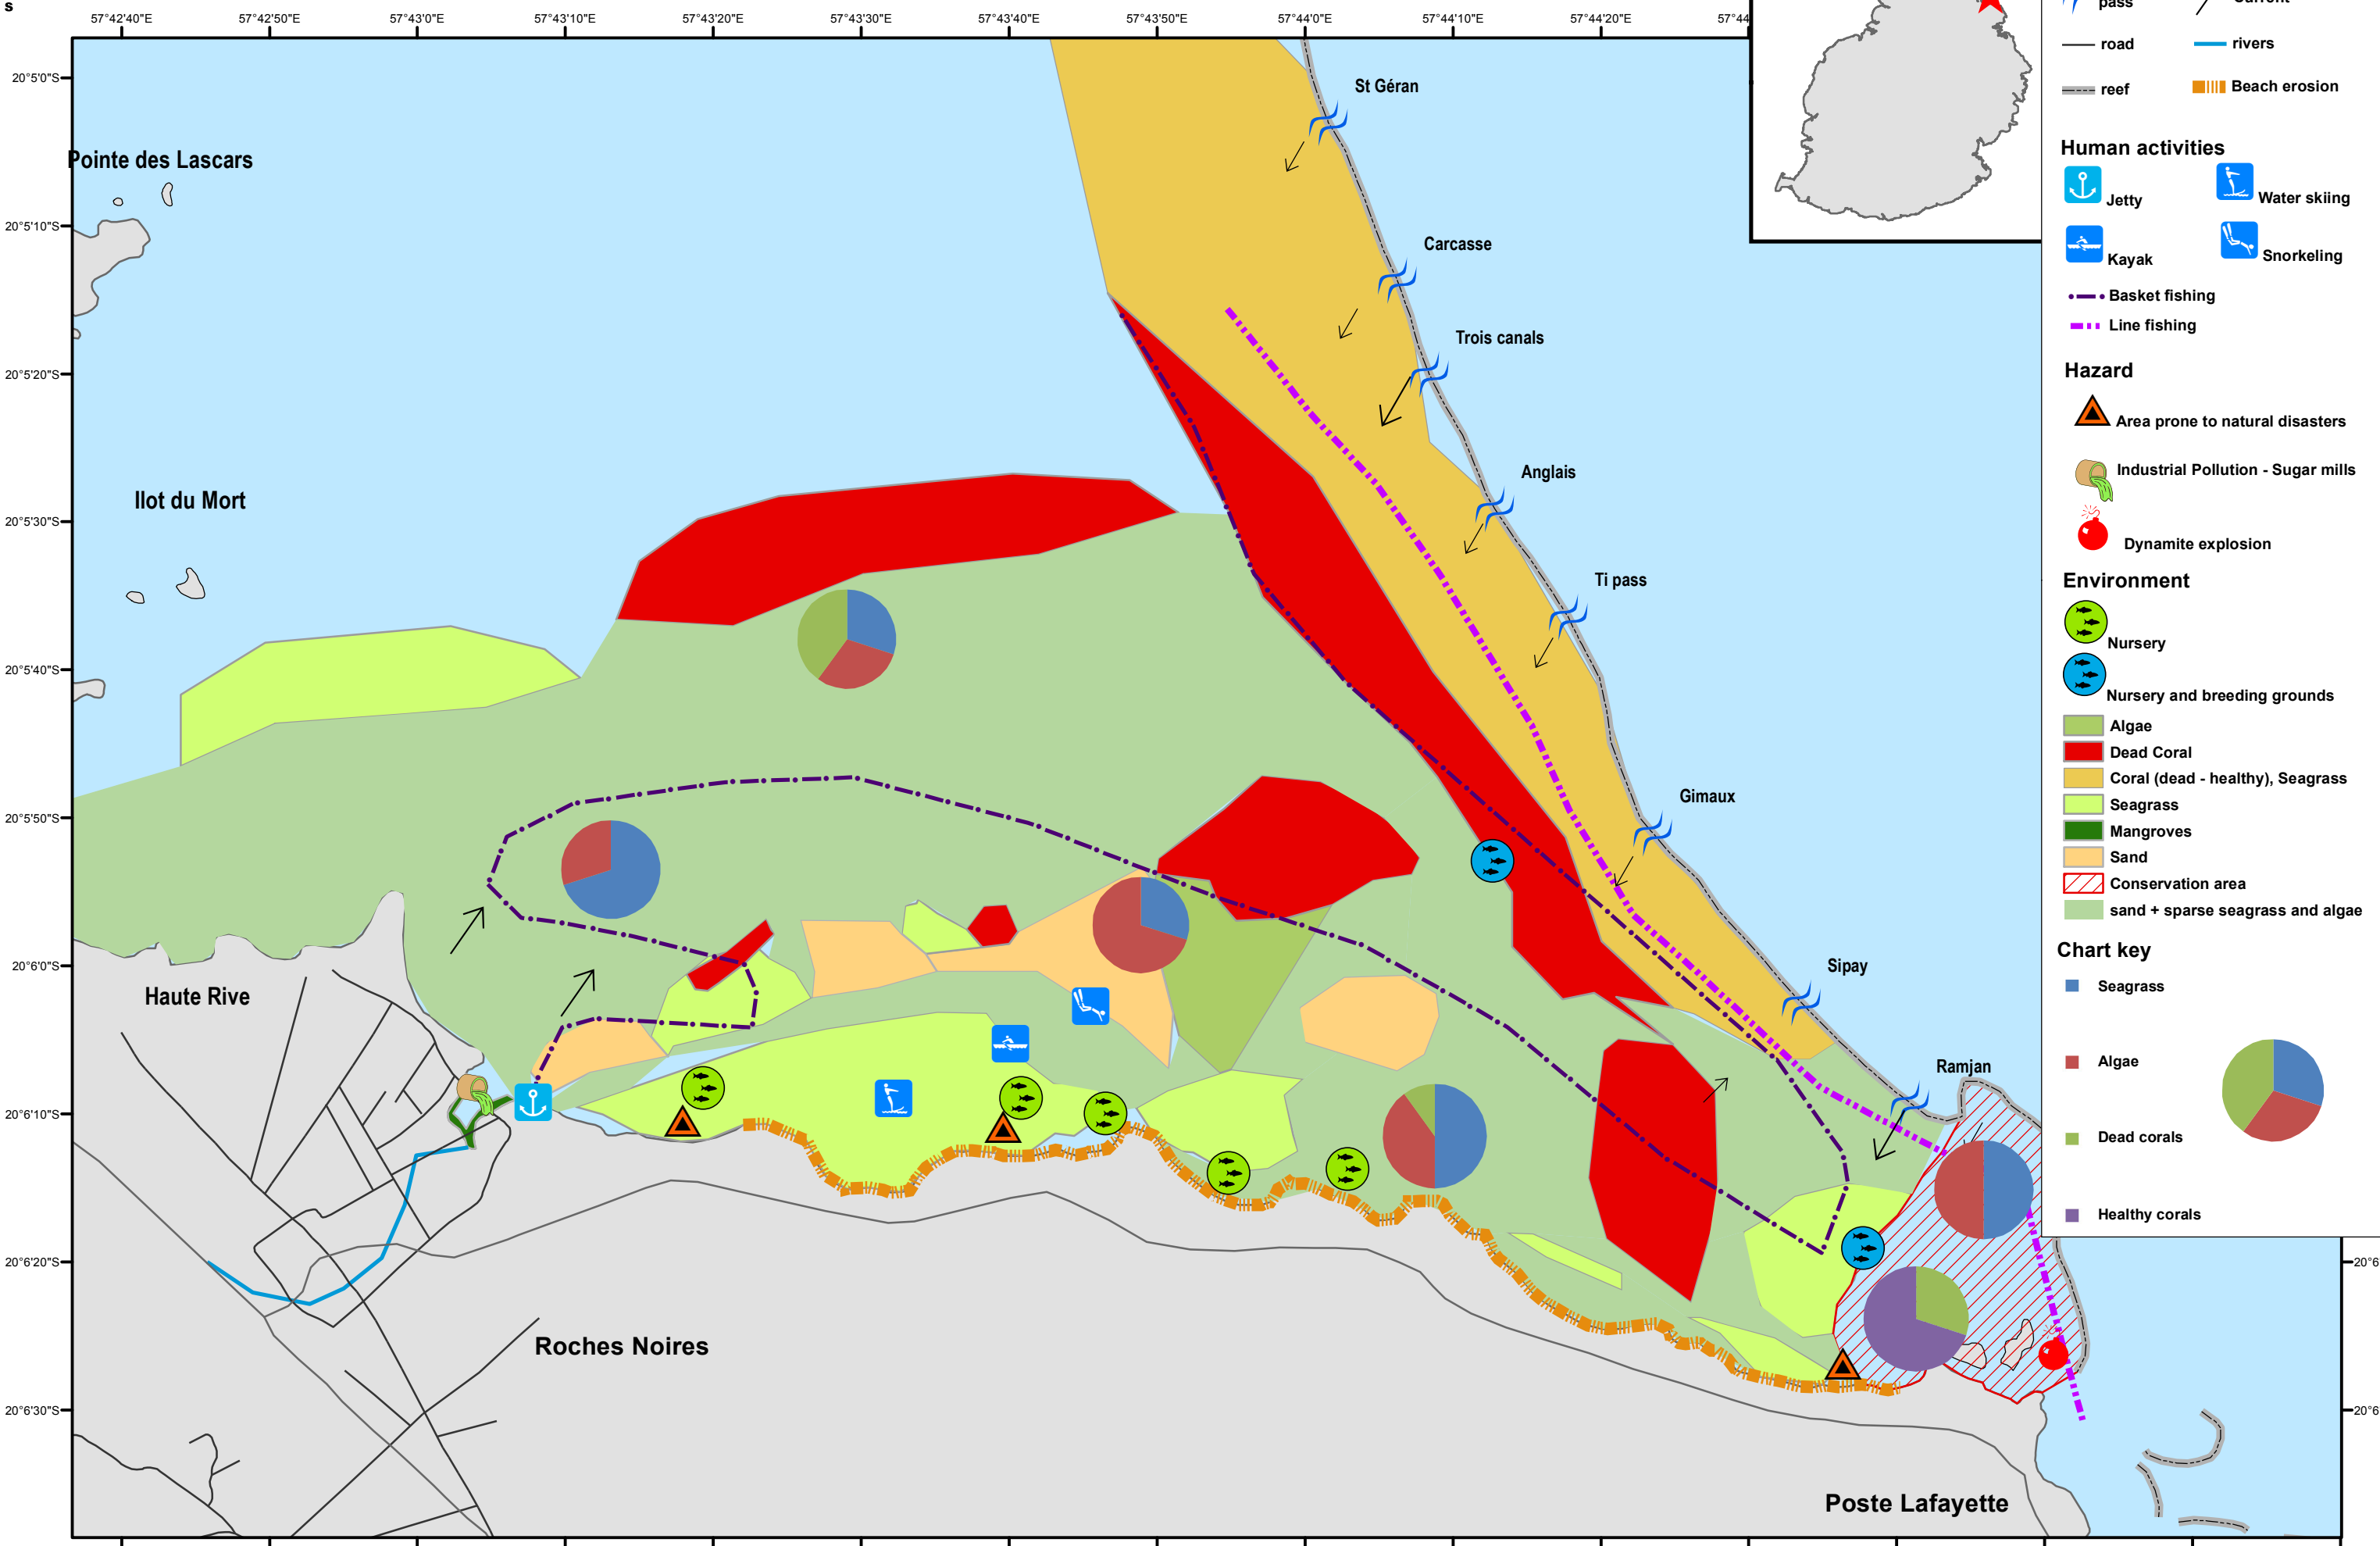 s
57°42'40"E 57°42'50"E 57°43'0"E 57°43'10"E 57°43'20"E 57°43'30"E 57°43'40"E 57°43'50"E 57°44'0"E 57°44'10"E 57°44'20"E 57°44
20°5'0"S
20°5'10"S
20°5'20"S
20°5'30"S
20°5'40"S
20°5'50"S
20°6'0"S
20°6'10"S
20°6'20"S
20°6'30"S
Pointe des Lascars
Ilot du Mort
Haute Rive
Roches Noires
Poste Lafayette
St Géran
Carcasse
Trois canals
Anglais
Ti pass
Gimaux
Sipay
Ramjan
20°6
20°6
pass
road
rivers
reef
Beach erosion
Human activities
Jetty
Water skiing
Kayak
Snorkeling
Basket fishing
Line fishing
Hazard
Area prone to natural disasters
Industrial Pollution - Sugar mills
Dynamite explosion
Environment
Nursery
Nursery and breeding grounds
Algae
Dead Coral
Coral (dead - healthy), Seagrass
Seagrass
Mangroves
Sand
Conservation area
sand + sparse seagrass and algae
Chart key
Seagrass
Algae
Dead corals
Healthy corals